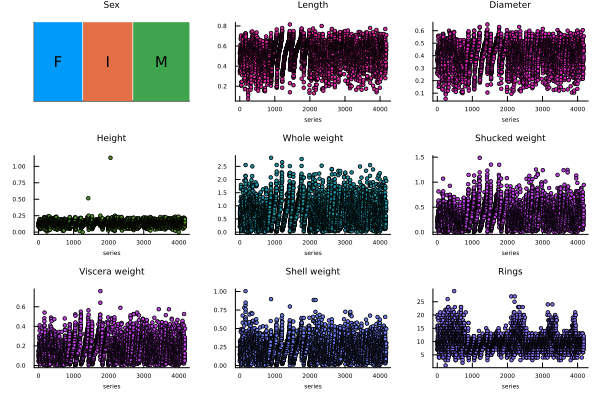 Sex
F I M
Length
0.8
0.6
0.4
0.2
0 1000 2000 3000 4000
series
Diameter
0.6
0.5
0.4
0.3
0.2
0.1
0 1000 2000 3000 4000
series
Height
1.00
0.75
0.50
0.25
0.00
0 1000 2000 3000 4000
series
Whole weight
2.5
2.0
1.5
1.0
0.5
0.0
0 1000 2000 3000 4000
series
Shucked weight
1.5
1.0
0.5
0.0
0 1000 2000 3000 4000
series
Viscera weight
0.6
0.4
0.2
0.0
0 1000 2000 3000 4000
series
Shell weight
1.00
0.75
0.50
0.25
0.00
0 1000 2000 3000 4000
series
Rings
25
20
15
10
5
0 1000 2000 3000 4000
series